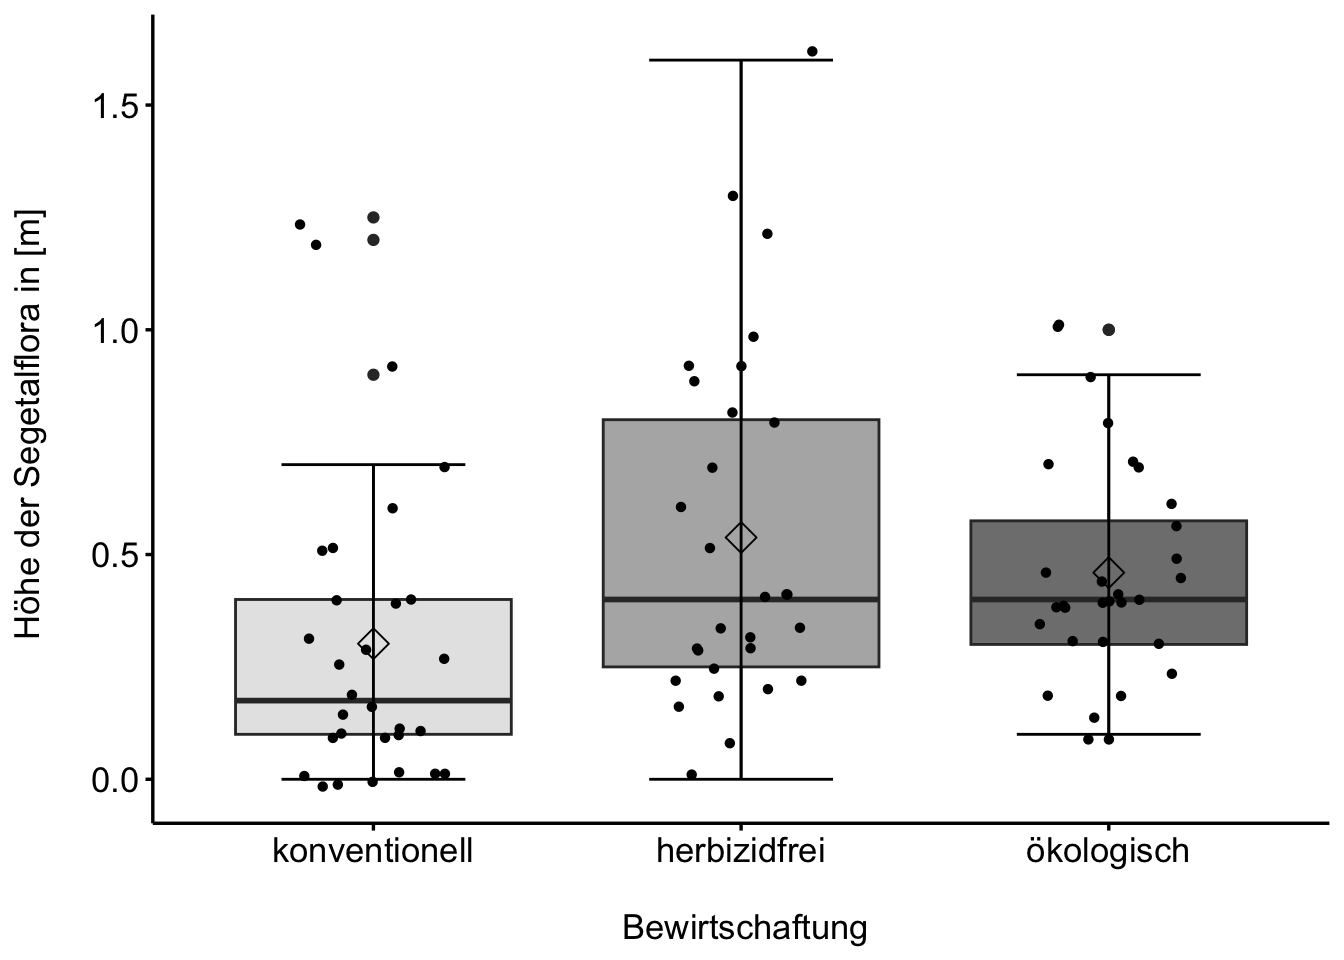 Höhe der Segetalflora in [m]
1.5
1.0
0.5
0.0
konventionell herbizidfrei ökologisch
Bewirtschaftung